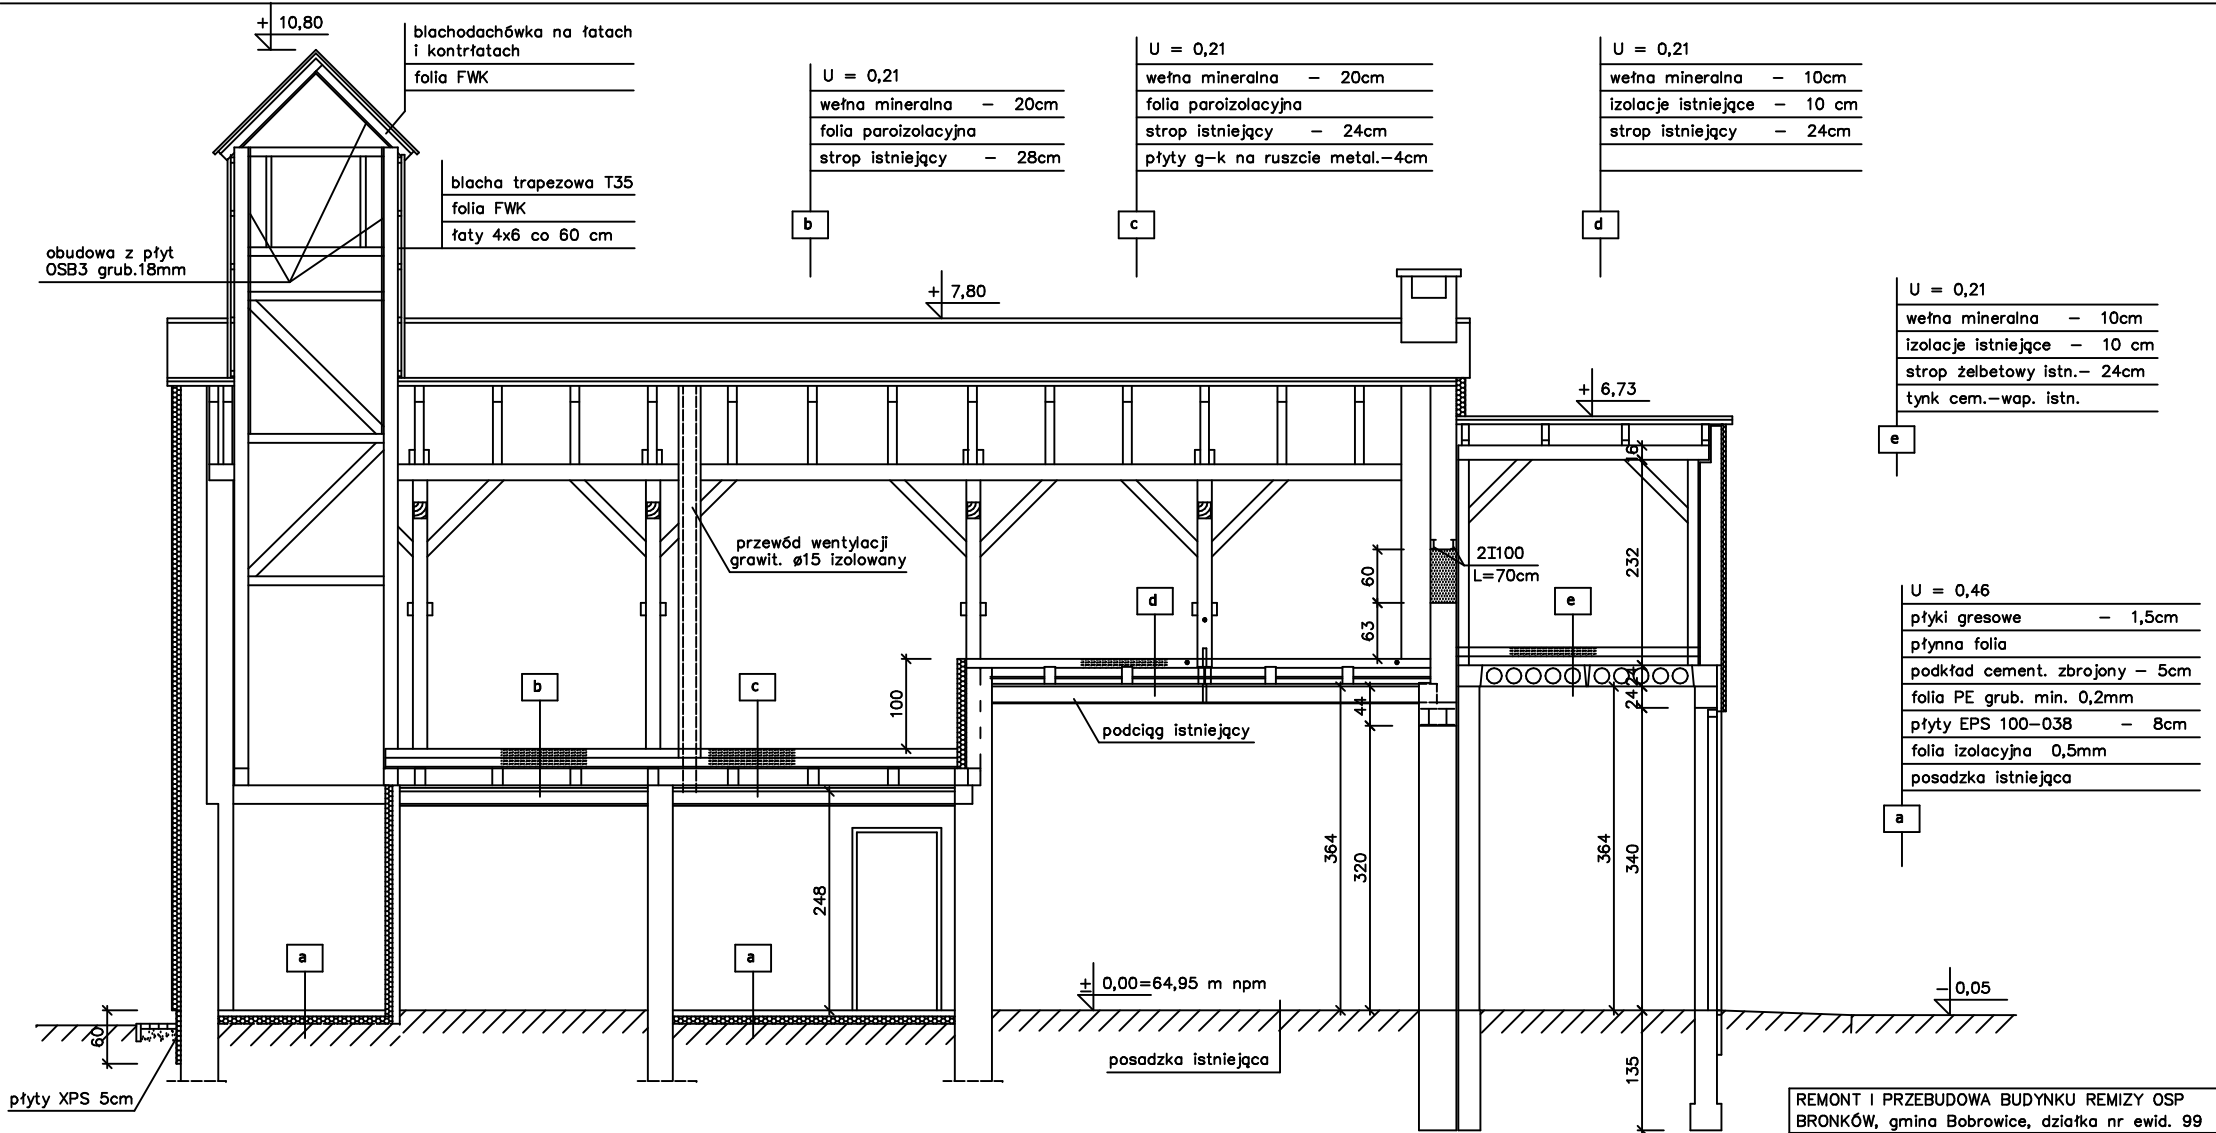 + 10,80
blachodachówka na łatach
i kontrłatach
folia FWK
blacha trapezowa T35
folia FWK
łaty 4x6 co 60 cm
obudowa z płyt
OSB3 grub.18mm
U = 0,21
wełna mineralna – 20cm
folia paroizolacyjna
strop istniejący – 28cm
b
U = 0,21
wełna mineralna – 20cm
folia paroizolacyjna
strop istniejący – 24cm
płyty g–k na ruszcie metal.–4cm
c
U = 0,21
wełna mineralna – 10cm
izolacje istniejące – 10 cm
strop istniejący – 24cm
d
U = 0,21
wełna mineralna – 10cm
izolacje istniejące – 10 cm
strop żelbetowy istn.– 24cm
tynk cem.–wap. istn.
e
+ 7,80
+ 6,73
przewód wentylacji
grawit. ø15 izolowany
2I100
L=70cm
16
232
60
63
d
e
b
c
100
44
24
24
podciąg istniejący
U = 0,46
płyki gresowe – 1,5cm
płynna folia
podkład cement. zbrojony – 5cm
folia PE grub. min. 0,2mm
płyty EPS 100–038 – 8cm
folia izolacyjna 0,5mm
posadzka istniejąca
a
248
364
320
364
340
a
a
± 0,00=64,95 m npm
– 0,05
60
posadzka istniejąca
135
płyty XPS 5cm
REMONT I PRZEBUDOWA BUDYNKU REMIZY OSP
BRONKÓW, gmina Bobrowice, działka nr ewid. 99